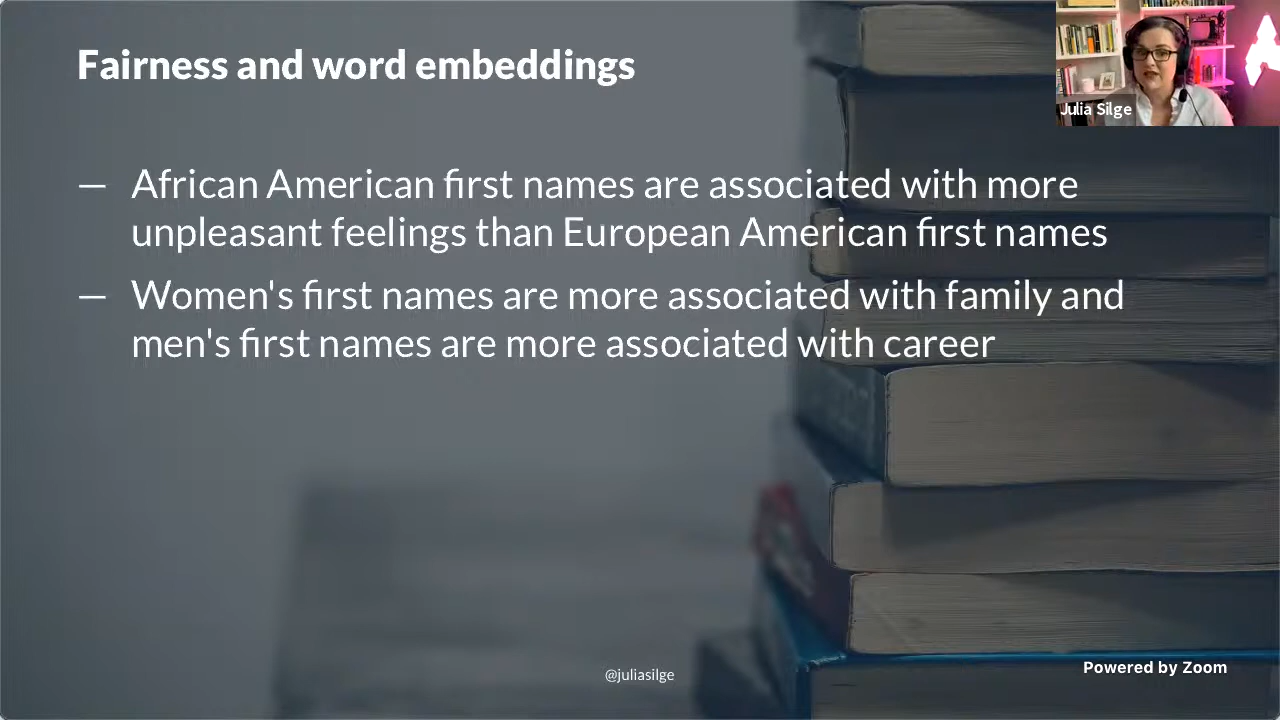 Fairness and word embeddings
Julia Silge
— African American first names are associated with more
unpleasant feelings than European American first names
— Women's first names are more associated with family and
men's first names are more associated with career
@juliasilge
Powered by Zoom